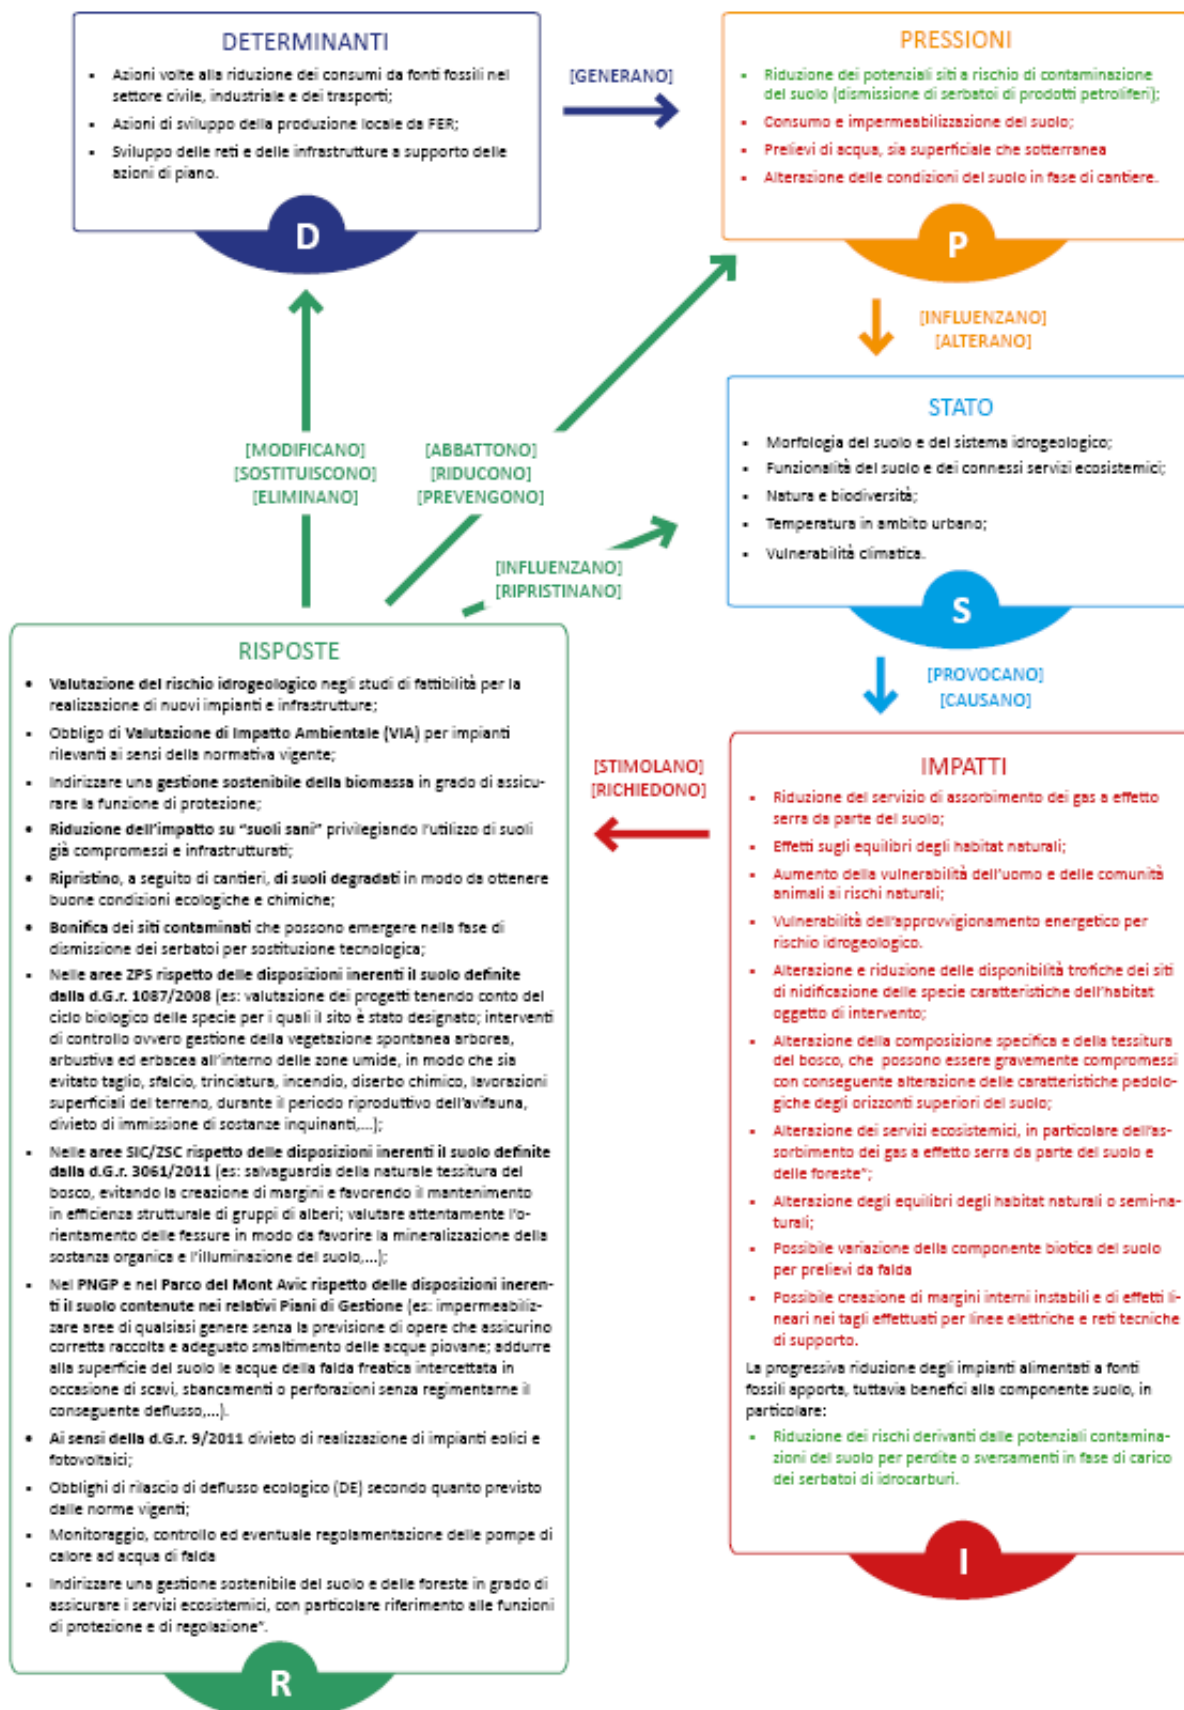 DETERMINANTI
▪ Azioni volte alla riduzione dei consumi da fonti fossili nel
settore civile, industriale e dei trasporti;
▪ Azioni di sviluppo della produzione locale da FER;
▪ Sviluppo delle reti e delle infrastrutture a supporto delle
azioni di piano.
D
[GENERANO]
PRESSIONI
▪ Riduzione dei potenziali siti a rischio di contaminazione
del suolo (dismissione di serbatoi di prodotti petroliferi);
▪ Consumo e impermeabilizzazione del suolo;
▪ Prelievi di acqua, sia superficiale che sotterranea
▪ Alterazione delle condizioni del suolo in fase di cantiere.
P
[INFLUENZANO]
[ALTERANO]
STATO
▪ Morfologia del suolo e del sistema idrogeologico;
▪ Funzionalità del suolo e dei connessi servizi ecosistemici;
▪ Natura e biodiversità;
▪ Temperatura in ambito urbano;
▪ Vulnerabilità climatica.
S
[PROVOCANO]
[CAUSANO]
[MODIFICANO]
[SOSTITUISCONO]
[ELIMINANO]
[ABBATTONO]
[RIDUCONO]
[PREVENGONO]
[INFLUENZANO]
[RIPRISTINANO]
[STIMOLANO]
[RICHIEDONO]
IMPATTI
▪ Riduzione del servizio di assorbimento dei gas a effetto
serra da parte del suolo;
▪ Effetti sugli equilibri degli habitat naturali;
▪ Aumento della vulnerabilità dell'uomo e delle comunità
animali ai rischi naturali;
▪ Vulnerabilità dell'approvvigionamento energetico per
rischio idrogeologico.
▪ Alterazione e riduzione delle disponibilità trofiche dei siti
di nidificazione delle specie caratteristiche dell'habitat
oggetto di intervento;
▪ Alterazione della composizione specifica e della tessitura
del bosco, che possono essere gravemente compromessi
con conseguente alterazione delle caratteristiche pedolo-
giche degli orizzonti superiori del suolo;
▪ Alterazione dei servizi ecosistemici, in particolare dell'as-
sorbimento dei gas a effetto serra da parte del suolo e
delle foreste";
▪ Alterazione degli equilibri degli habitat naturali o semi-na-
turali;
▪ Possibile variazione della componente biotica del suolo
per prelievi da falda
▪ Possibile creazione di margini interni instabili e di effetti li-
neari nei tagli effettuati per linee elettriche e reti tecniche
di supporto.
La progressiva riduzione degli impianti alimentati a fonti
fossili apporta, tuttavia benefici alla componente suolo, in
particolare:
▪ Riduzione dei rischi derivanti dalle potenziali contamina-
zioni del suolo per perdite o sversamenti in fase di carico
dei serbatoi di idrocarburi.
I
RISPOSTE
• Valutazione del rischio idrogeologico negli studi di fattibilità per la
realizzazione di nuovi impianti e infrastrutture;
▪ Obbligo di Valutazione di Impatto Ambientale (VIA) per impianti
rilevanti ai sensi della normativa vigente;
▪ Indirizzare una gestione sostenibile della biomassa in grado di assicu-
rare la funzione di protezione;
• Riduzione dell'impatto su "suoli sani" privilegiando l'utilizzo di suoli
già compromessi e infrastrutturati;
• Ripristino, a seguito di cantieri, di suoli degradati in modo da ottenere
buone condizioni ecologiche e chimiche;
• Bonifica dei siti contaminati che possono emergere nella fase di
dismissione dei serbatoi per sostituzione tecnologica;
▪ Nelle aree ZPS rispetto delle disposizioni inerenti il suolo definite
dalla d.G.r. 1087/2008 (es: valutazione dei progetti tenendo conto del
ciclo biologico delle specie per i quali il sito è stato designato; interventi
di controllo ovvero gestione della vegetazione spontanea arborea,
arbustiva ed erbacea all'interno delle zone umide, in modo che sia
evitato taglio, sfalcio, trinciatura, incendio, diserbo chimico, lavorazioni
superficiali del terreno, durante il periodo riproduttivo dell'avifauna,
divieto di immissione di sostanze inquinanti,...);
▪ Nelle aree SIC/ZSC rispetto delle disposizioni inerenti il suolo definite
dalla d.G.r. 3061/2011 (es: salvaguardia della naturale tessitura del
bosco, evitando la creazione di margini e favorendo il mantenimento
in efficienza strutturale di gruppi di alberi; valutare attentamente l'o-
rientamento delle fessure in modo da favorire la mineralizzazione della
sostanza organica e l'illuminazione del suolo,...);
▪ Nel PNGP e nel Parco del Mont Avic rispetto delle disposizioni ineren-
ti il suolo contenute nei relativi Piani di Gestione (es: impermeabiliz-
zare aree di qualsiasi genere senza la previsione di opere che assicurino
corretta raccolta e adeguato smaltimento delle acque piovane; addurre
alla superficie del suolo le acque della falda freatica intercettata in
occasione di scavi, sbancamenti o perforazioni senza regimentarne il
conseguente deflusso,...).
• Ai sensi della d.G.r. 9/2011 divieto di realizzazione di impianti eolici e
fotovoltaici;
▪ Obblighi di rilascio di deflusso ecologico (DE) secondo quanto previsto
dalle norme vigenti;
▪ Monitoraggio, controllo ed eventuale regolamentazione delle pompe di
calore ad acqua di falda
▪ Indirizzare una gestione sostenibile del suolo e delle foreste in grado di
assicurare i servizi ecosistemici, con particolare riferimento alle funzioni
di protezione e di regolazione".
R